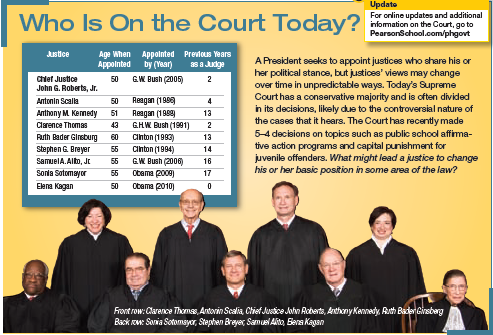 Update
For online updates and additional
information on the Court, go to
PearsonSchool.com/phgovt
Who Is On the Court Today?
Justice Age When Appointed Appointed by (Year) Previous Years as a Judge
Chief Justice
John G. Roberts, Jr. 50 G.W. Bush (2005) 2
Antonin Scalia 50 Reagan (1986) 4
Anthony M. Kennedy 51 Reagan (1988) 13
Clarence Thomas 43 G.H.W. Bush (1991) 2
Ruth Bader Ginsburg 60 Clinton (1993) 13
Stephen G. Breyer 55 Clinton (1994) 14
Samuel A. Alito, Jr. 55 G.W. Bush (2006) 16
Sonia Sotomayor 55 Obama (2009) 17
Elena Kagan 50 Obama (2010) 0
A President seeks to appoint justices who share his or
her political stance, but justices' views may change
over time in unpredictable ways. Today's Supreme
Court has a conservative majority and is often divided
in its decisions, likely due to the controversial nature of
the cases that it hears. The Court has recently made
5–4 decisions on topics such as public school affirma-
tive action programs and capital punishment for
juvenile offenders. What might lead a justice to change
his or her basic position in some area of the law?
Front row: Clarence Thomas, Antonin Scalia, Chief Justice John Roberts, Anthony Kennedy, Ruth Bader Ginsberg
Back row: Sonia Sotomayor, Stephen Breyer, Samuel Alito, Elena Kagan